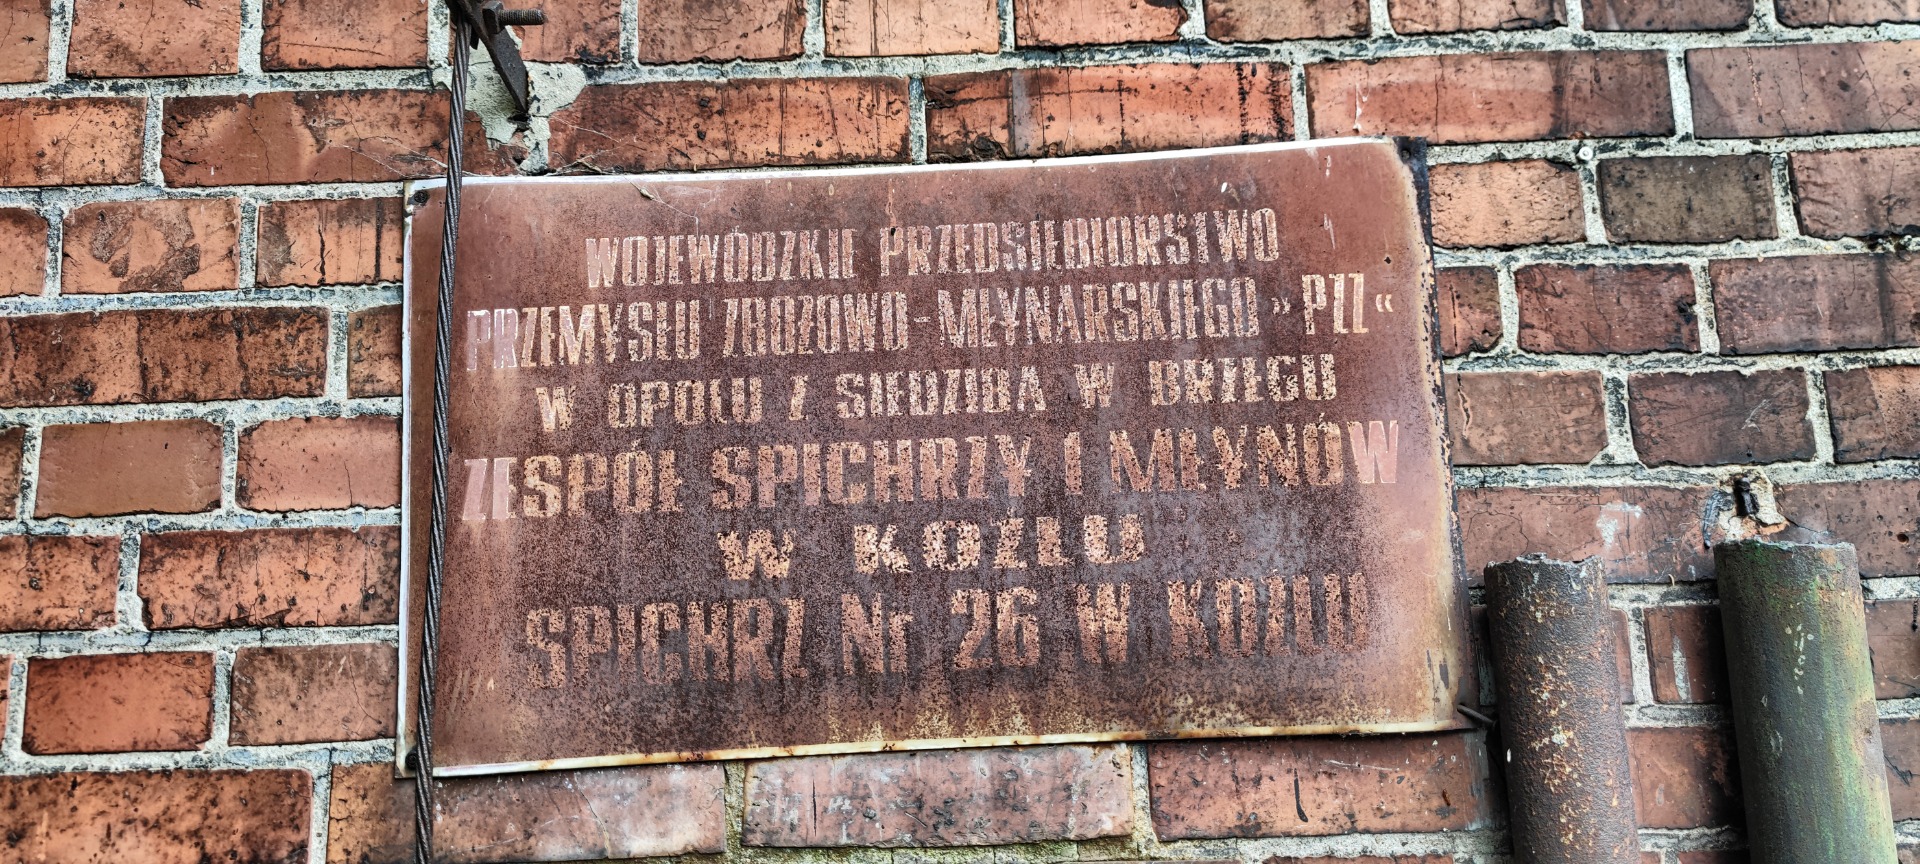 WOJEWÓDZKIE PRZEDSIĘBIORSTWO
PRZEMYSŁU ZBOŻOWO-MŁYNARSKIEGO »PZZ«
W OPOLU Z SIEDZIBĄ W BRZEGU
ZESPÓŁ SPICHRZY I MŁYNÓW
W KOŹLU
SPICHRZ Nr 26 W KOŹLU